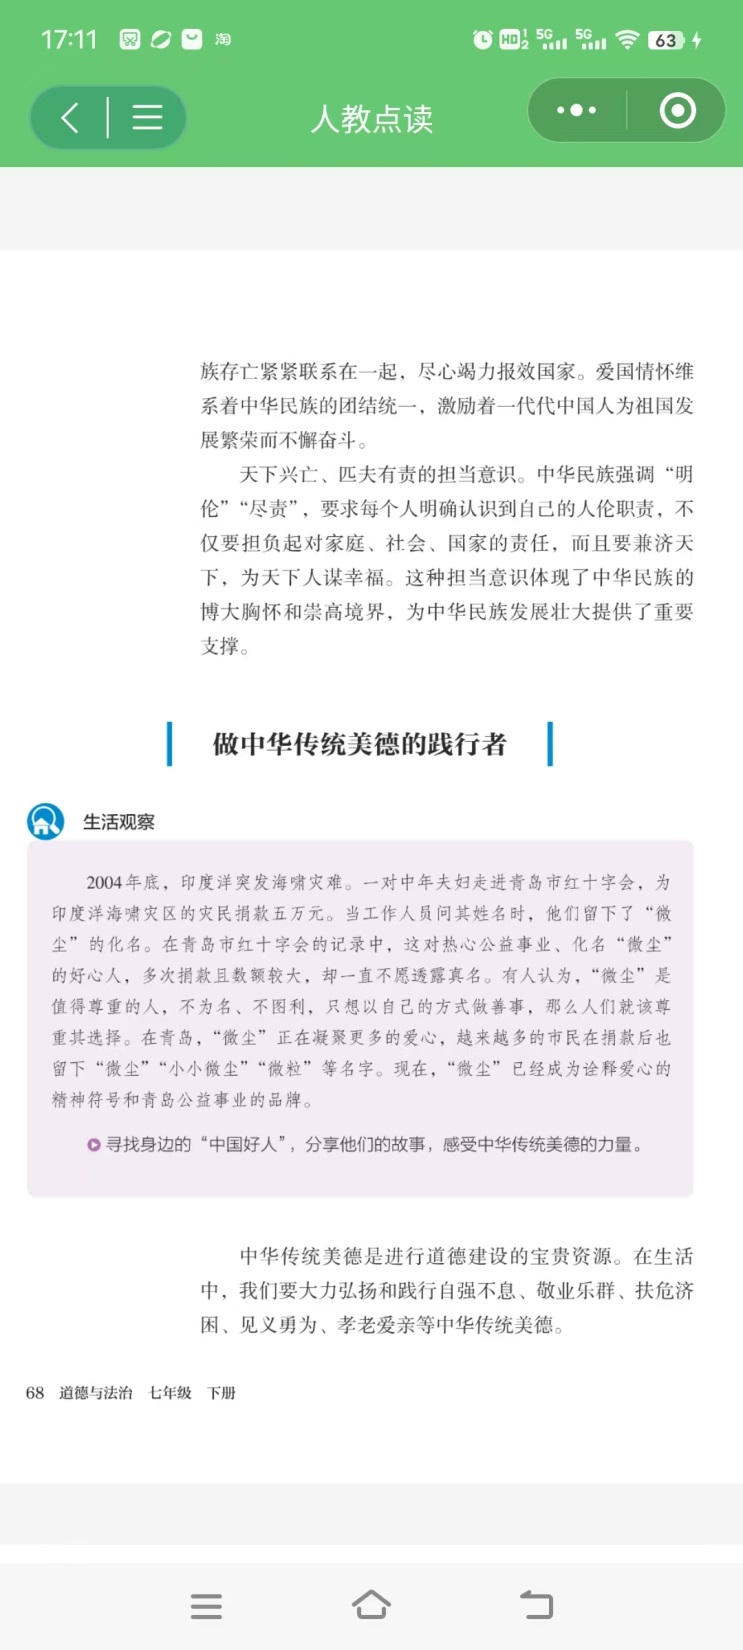 17:11
淘
HD 1 2 5G 5G 63
人教点读
族存亡紧紧联系在一起，尽心竭力报效国家。爱国情怀维
系着中华民族的团结统一，激励着一代代中国人为祖国发
展繁荣而不懈奋斗。
天下兴亡、匹夫有责的担当意识。中华民族强调“明
伦”“尽责”，要求每个人明确认识到自己的人伦职责，不
仅要担负起对家庭、社会、国家的责任，而且要兼济天
下，为天下人谋幸福。这种担当意识体现了中华民族的
博大胸怀和崇高境界，为中华民族发展壮大提供了重要
支撑。
做中华传统美德的践行者
生活观察
2004年底，印度洋突发海啸灾难。一对中年夫妇走进青岛市红十字会，为
印度洋海啸灾区的灾民捐款五万元。当工作人员问其姓名时，他们留下了“微
尘”的化名。在青岛市红十字会的记录中，这对热心公益事业、化名“微尘”
的好心人，多次捐款且数额较大，却一直不愿透露真名。有人认为，“微尘”是
值得尊重的人，不为名、不图利，只想以自己的方式做善事，那么人们就该尊
重其选择。在青岛，“微尘”正在凝聚更多的爱心，越来越多的市民在捐款后也
留下“微尘”“小小微尘”“微粒”等名字。现在，“微尘”已经成为诠释爱心的
精神符号和青岛公益事业的品牌。
寻找身边的“中国好人”，分享他们的故事，感受中华传统美德的力量。
中华传统美德是进行道德建设的宝贵资源。在生活
中，我们要大力弘扬和践行自强不息、敬业乐群、扶危济
困、见义勇为、孝老爱亲等中华传统美德。
68 道德与法治 七年级 下册